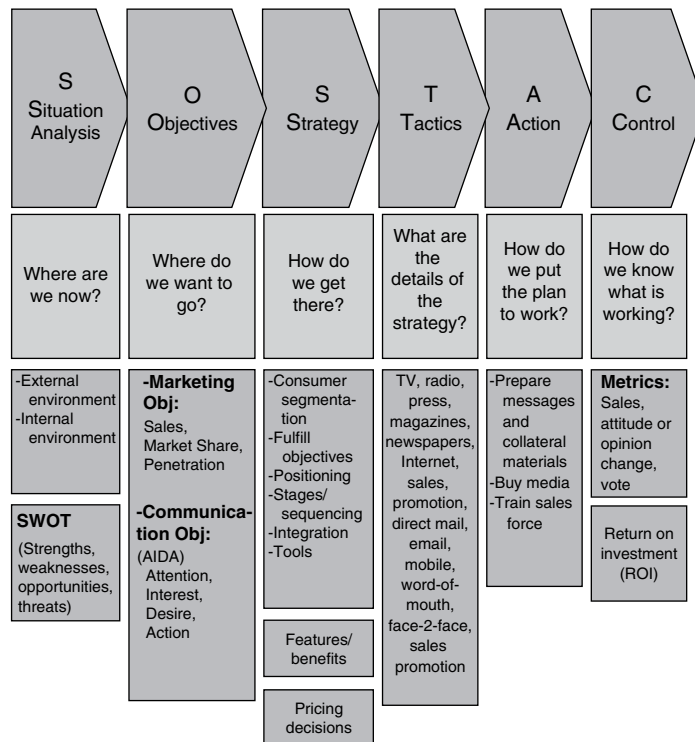 S
Situation
Analysis
O
Objectives
S
Strategy
T
Tactics
A
Action
C
Control
Where are
we now?
Where do
we want to
go?
How do
we get
there?
What are
the
details of
the
strategy?
How do
we put
the plan
to work?
How do
we know
what is
working?
-External
environment
-Internal
environment
SWOT
(Strengths,
weaknesses,
opportunities,
threats)
-Marketing
Obj:
Sales,
Market Share,
Penetration
-Communica-
tion Obj:
(AIDA)
Attention,
Interest,
Desire,
Action
-Consumer
segmenta-
tion
-Fulfill
objectives
-Positioning
-Stages/
sequencing
-Integration
-Tools
Features/
benefits
Pricing
decisions
TV, radio,
press,
magazines,
newspapers,
Internet,
sales,
promotion,
direct mail,
email,
mobile,
word-of-
mouth,
face-2-face,
sales
promotion
-Prepare
messages
and
collateral
materials
-Buy media
-Train sales
force
Metrics:
Sales,
attitude or
opinion
change,
vote
Return on
investment
(ROI)